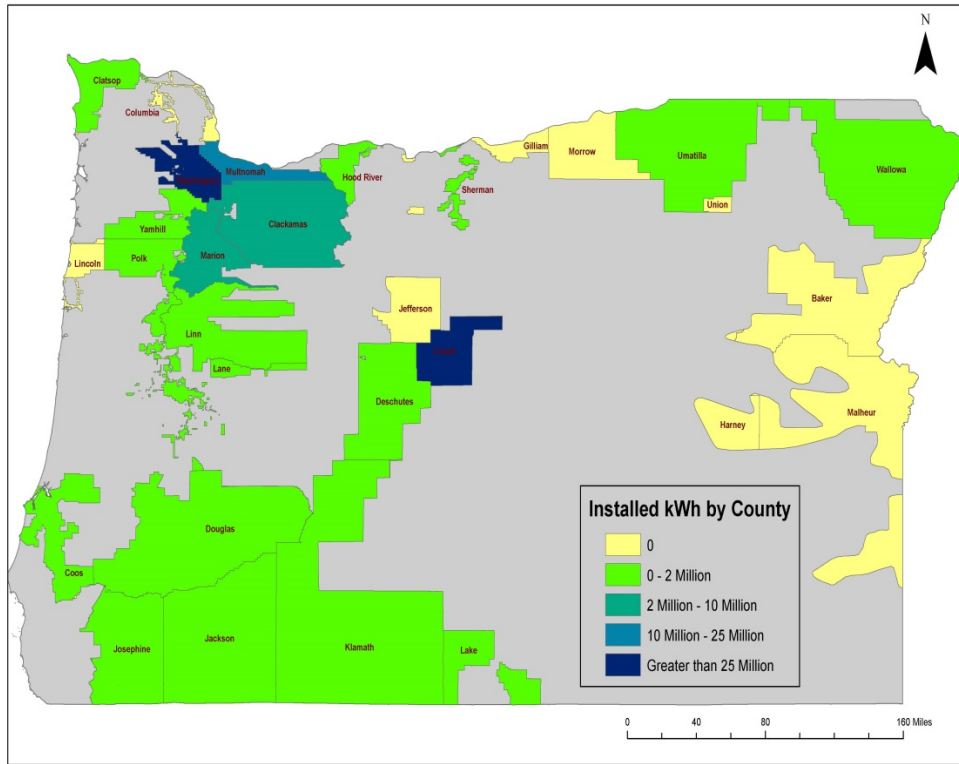 N
Clatsop
Columbia
Multnomah
Hood River
Gilliam
Morrow
Umatilla
Wallowa
Sherman
Union
Yamhill
Clackamas
Marion
Polk
Lincoln
Jefferson
Baker
Linn
Lane
Deschutes
Malheur
Harney
Douglas
Coos
Josephine
Jackson
Klamath
Lake
Installed kWh by County
0
0 - 2 Million
2 Million - 10 Million
10 Million - 25 Million
Greater than 25 Million
0 40 80 160 Miles